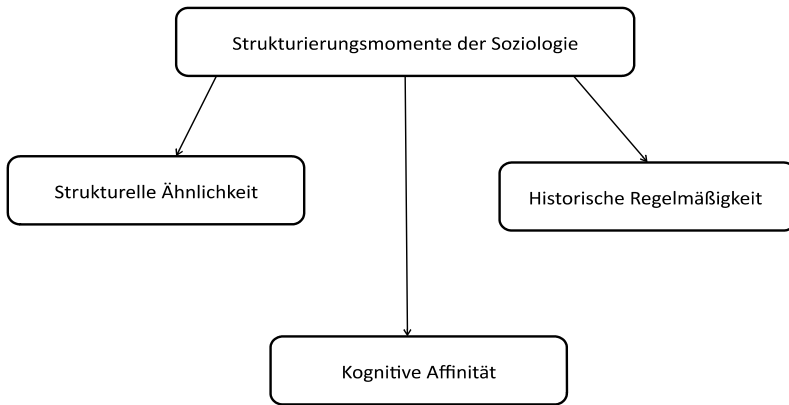 Strukturierungsmomente der Soziologie
Strukturelle Ähnlichkeit
Historische Regelmäßigkeit
Kognitive Affinität